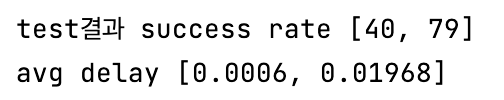 test결과 success rate [40, 79]
avg delay [0.0006, 0.01968]